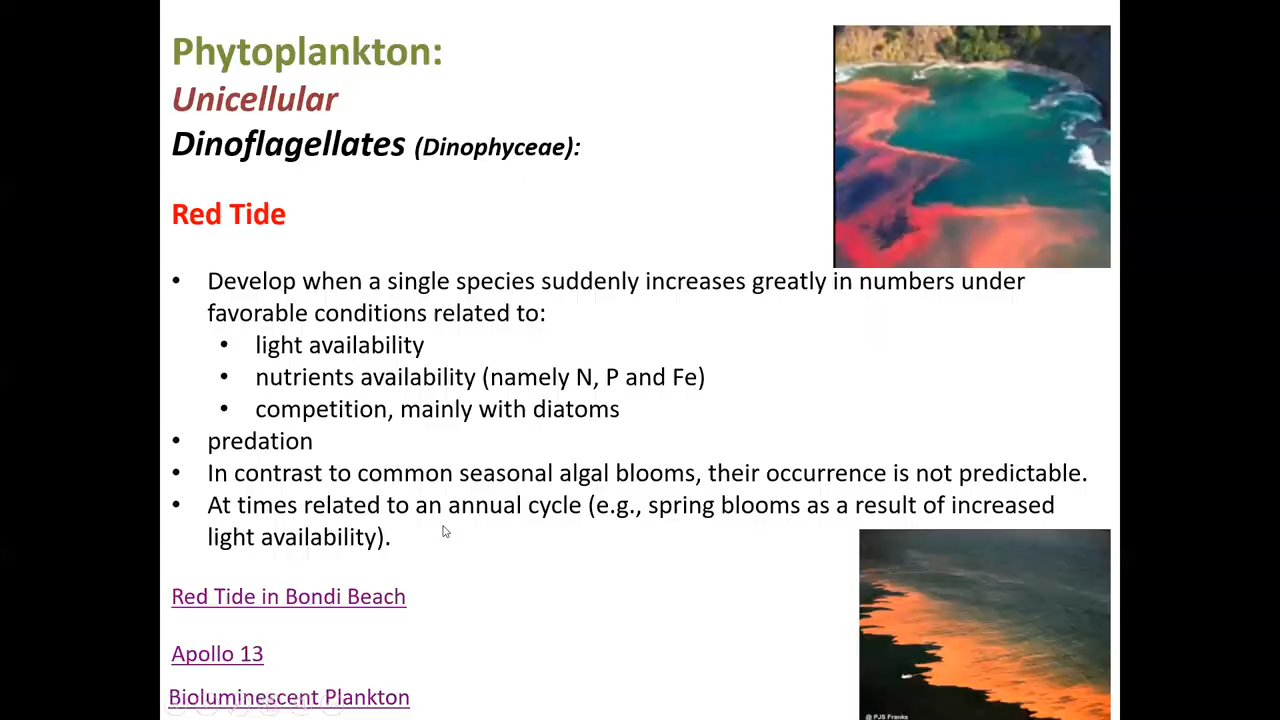 Phytoplankton:
Unicellular
Dinoflagellates (Dinophyceae):
Red Tide
• Develop when a single species suddenly increases greatly in numbers under
favorable conditions related to:
• light availability
• nutrients availability (namely N, P and Fe)
• competition, mainly with diatoms
• predation
• In contrast to common seasonal algal blooms, their occurrence is not predictable.
• At times related to an annual cycle (e.g., spring blooms as a result of increased
light availability).
Red Tide in Bondi Beach
Apollo 13
Bioluminescent Plankton
@ PJS Franks